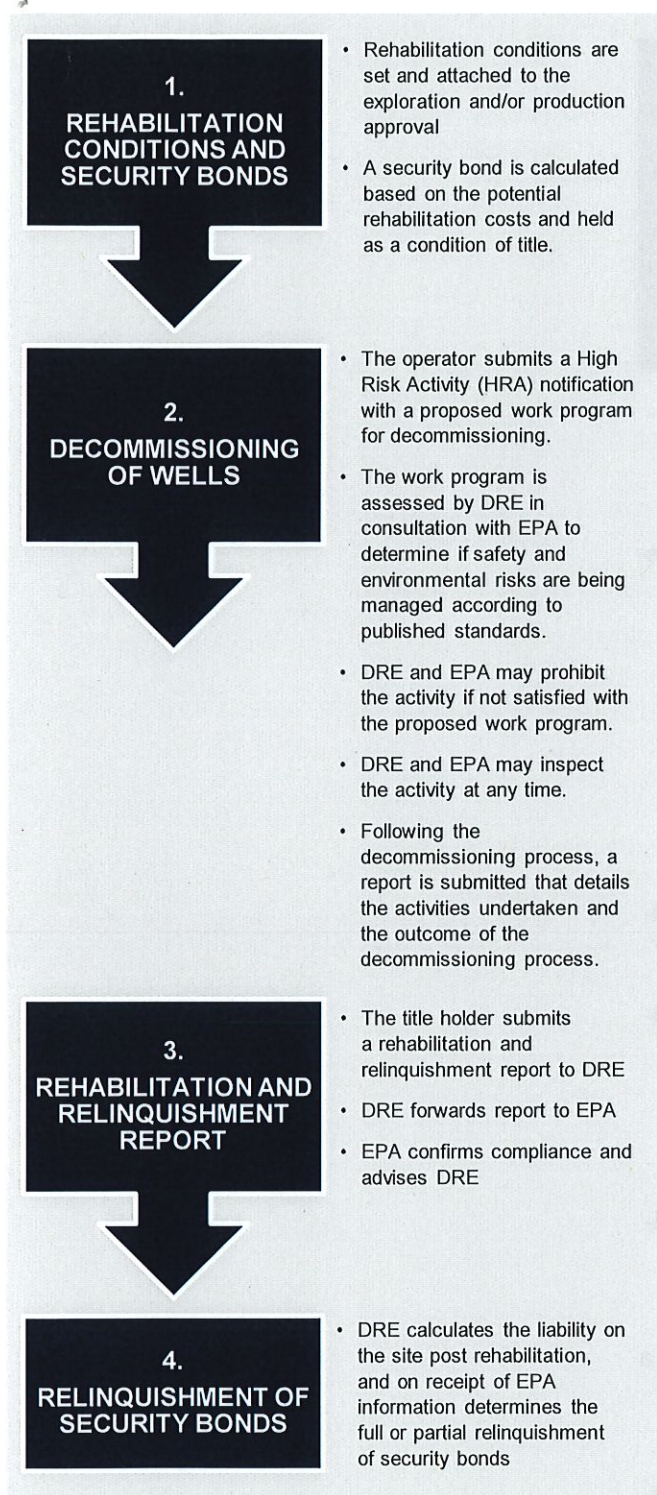 1.
REHABILITATION
CONDITIONS AND
SECURITY BONDS
• Rehabilitation conditions are
set and attached to the
exploration and/or production
approval
• A security bond is calculated
based on the potential
rehabilitation costs and held
as a condition of title.
2.
DECOMMISSIONING
OF WELLS
• The operator submits a High
Risk Activity (HRA) notification
with a proposed work program
for decommissioning.
• The work program is
assessed by DRE in
consultation with EPA to
determine if safety and
environmental risks are being
managed according to
published standards.
• DRE and EPA may prohibit
the activity if not satisfied with
the proposed work program.
• DRE and EPA may inspect
the activity at any time.
• Following the
decommissioning process, a
report is submitted that details
the activities undertaken and
the outcome of the
decommissioning process.
3.
REHABILITATION AND
RELINQUISHMENT
REPORT
• The title holder submits
a rehabilitation and
relinquishment report to DRE
• DRE forwards report to EPA
• EPA confirms compliance and
advises DRE
4.
RELINQUISHMENT OF
SECURITY BONDS
• DRE calculates the liability on
the site post rehabilitation,
and on receipt of EPA
information determines the
full or partial relinquishment
of security bonds